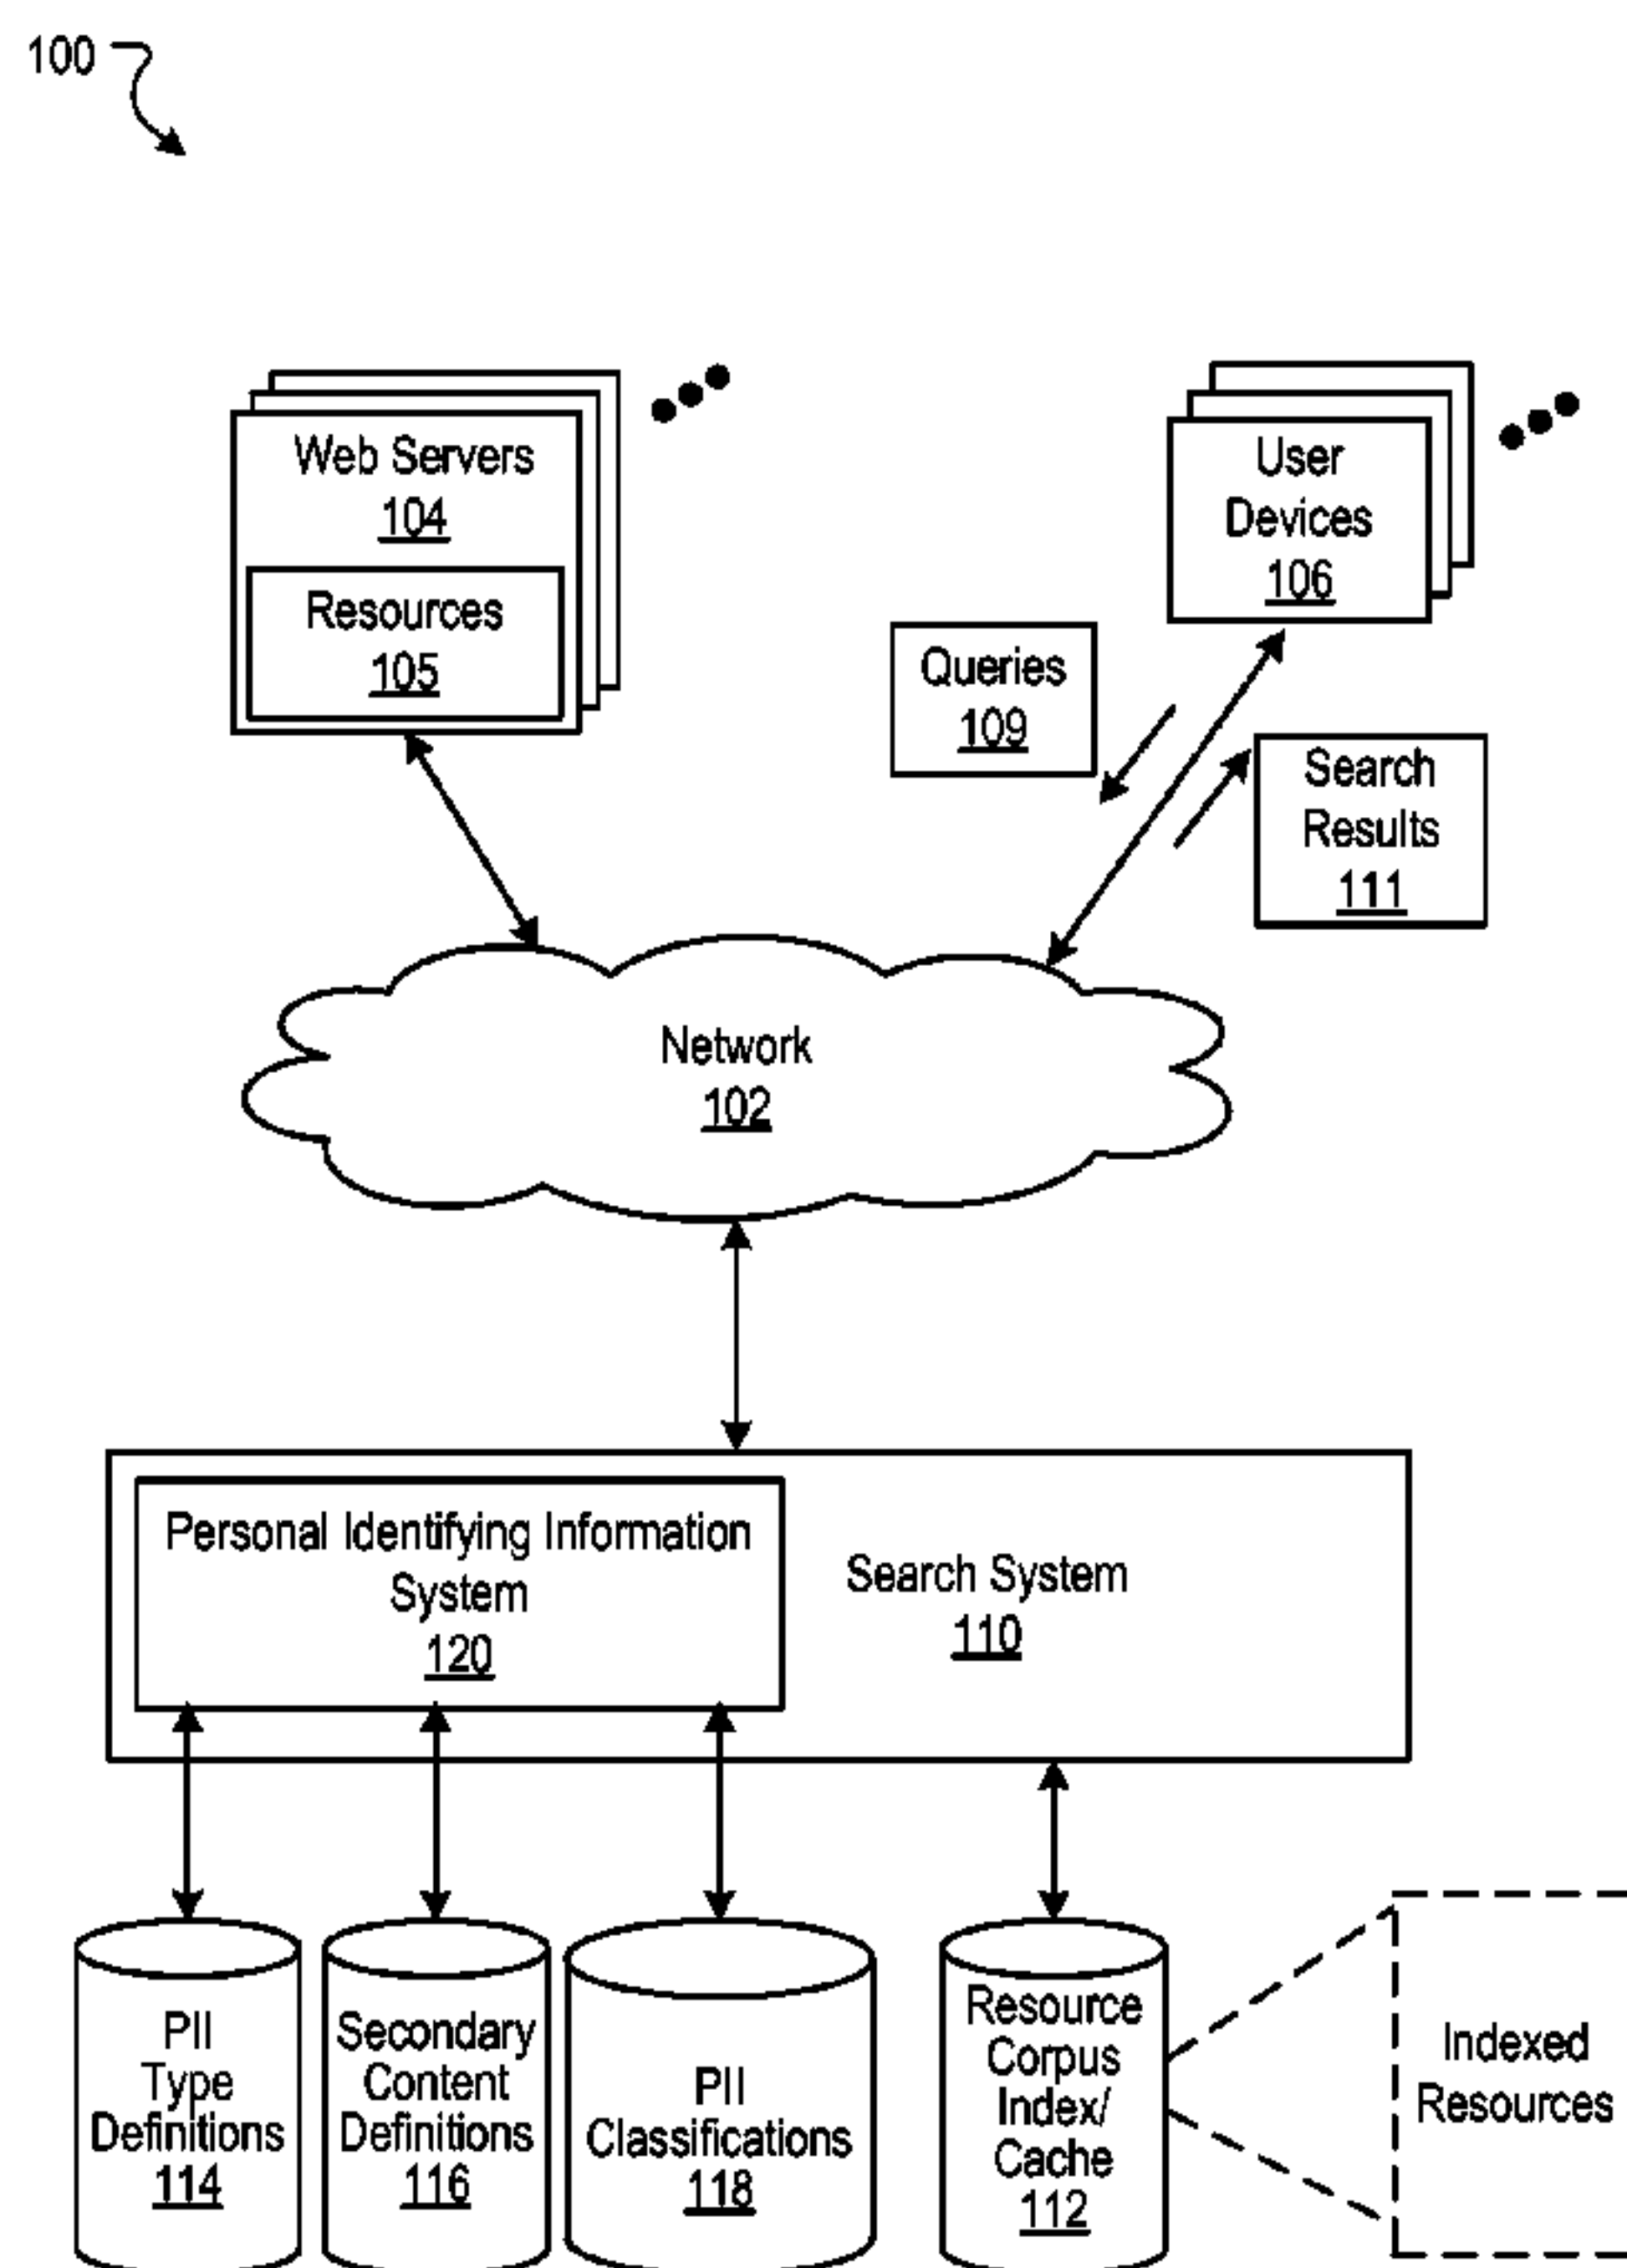 100
Web Servers
104
Resources
105
User
Devices
106
Queries
109
Search
Results
111
Network
102
Personal Identifying Information
System
120
Search System
110
PII
Type
Definitions
114
Secondary
Content
Definitions
116
PII
Classifications
118
Resource
Corpus
Index/
Cache
112
Indexed
Resources